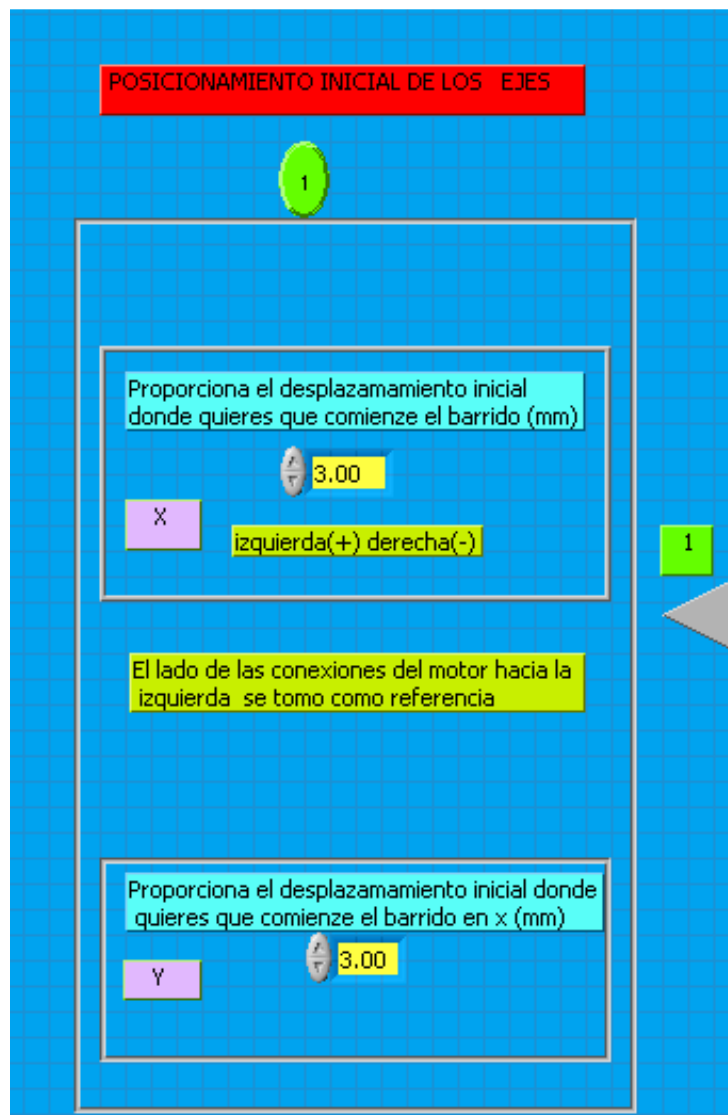 POSICIONAMIENTO INICIAL DE LOS EJES
1
Proporciona el desplazamamiento inicial
donde quieres que comienze el barrido (mm)
3.00
X
izquierda(+) derecha(-)
1
El lado de las conexiones del motor hacia la
izquierda se tomo como referencia
Proporciona el desplazamamiento inicial donde
quieres que comienze el barrido en x (mm)
3.00
Y